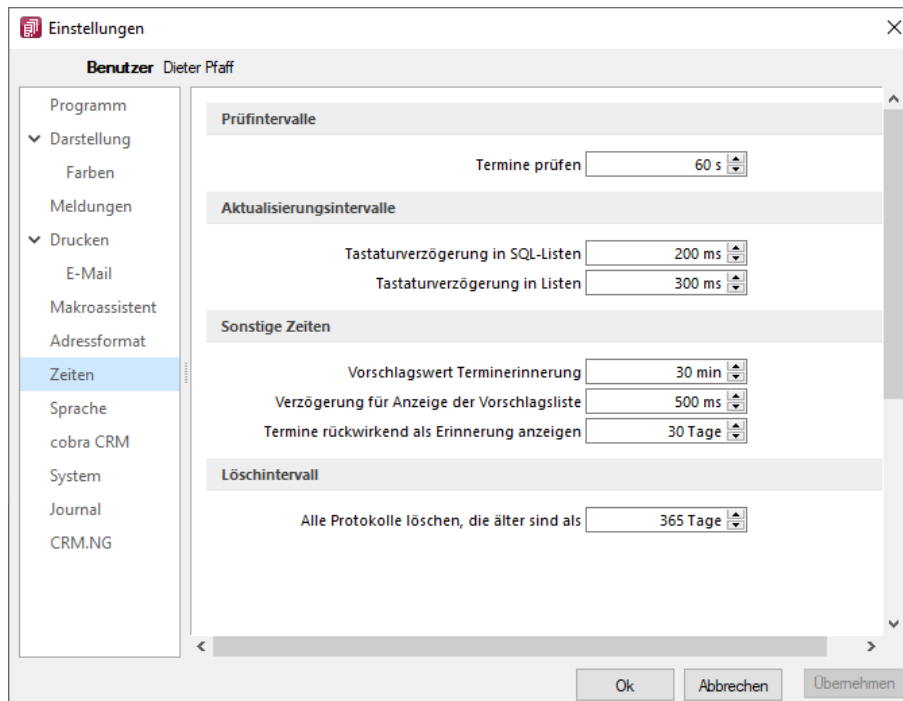 Einstellungen
Benutzer Dieter Pfaff
Programm
Darstellung
Farben
Meldungen
Drucken
E-Mail
Makroassistent
Adressformat
Zeiten
Sprache
cobra CRM
System
Journal
CRM.NG
Prüfintervalle
Termine prüfen 60 s
Aktualisierungsintervalle
Tastaturverzögerung in SQL-Listen 200 ms
Tastaturverzögerung in Listen 300 ms
Sonstige Zeiten
Vorschlagswert Terminerinnerung 30 min
Verzögerung für Anzeige der Vorschlagsliste 500 ms
Termine rückwirkend als Erinnerung anzeigen 30 Tage
Löschintervall
Alle Protokolle löschen, die älter sind als 365 Tage
Ok Abbrechen Übernehmen